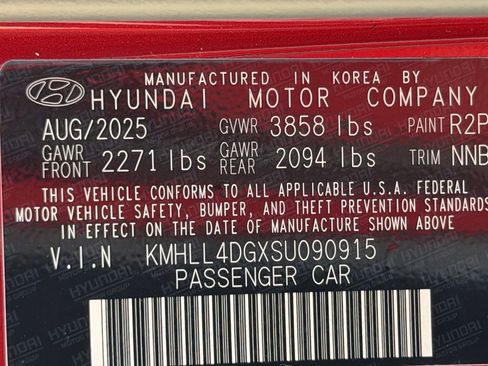 MANUFACTURED IN KOREA BY
HYUNDAI MOTOR COMPANY
AUG/2025 GVWR 3858 lbs PAINT R2P
GAWR FRONT 2271 lbs GAWR REAR 2094 lbs TRIM NNB
THIS VEHICLE CONFORMS TO ALL APPLICABLE U.S.A. FEDERAL
MOTOR VEHICLE SAFETY, BUMPER, AND THEFT PREVENTION STANDARDS
IN EFFECT ON THE DATE OF MANUFACTURE SHOWN ABOVE
V.I.N KMHLL4DGXSU090915
PASSENGER CAR